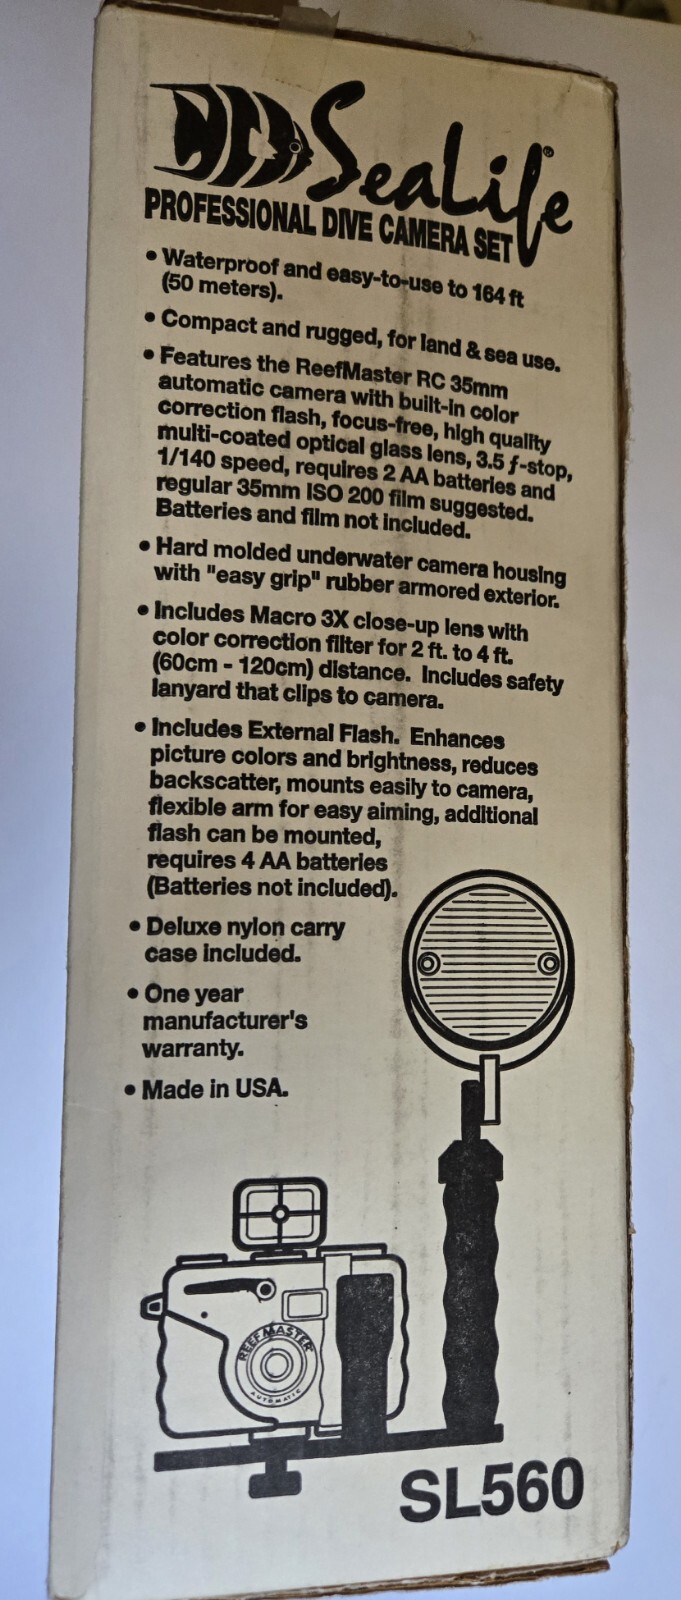 SeaLife®
PROFESSIONAL DIVE CAMERA SET
• Waterproof and easy-to-use to 164 ft
(50 meters).
• Compact and rugged, for land & sea use.
• Features the ReefMaster RC 35mm
automatic camera with built-in color
correction flash, focus-free, high quality
multi-coated optical glass lens, 3.5 f-stop,
1/140 speed, requires 2 AA batteries and
regular 35mm ISO 200 film suggested.
Batteries and film not included.
• Hard molded underwater camera housing
with "easy grip" rubber armored exterior.
• Includes Macro 3X close-up lens with
color correction filter for 2 ft. to 4 ft.
(60cm - 120cm) distance. Includes safety
lanyard that clips to camera.
• Includes External Flash. Enhances
picture colors and brightness, reduces
backscatter, mounts easily to camera,
flexible arm for easy aiming, additional
flash can be mounted,
requires 4 AA batteries
(Batteries not included).
• Deluxe nylon carry
case included.
• One year
manufacturer's
warranty.
• Made in USA.
REEFMASTER
AUTOMATIC
SL560